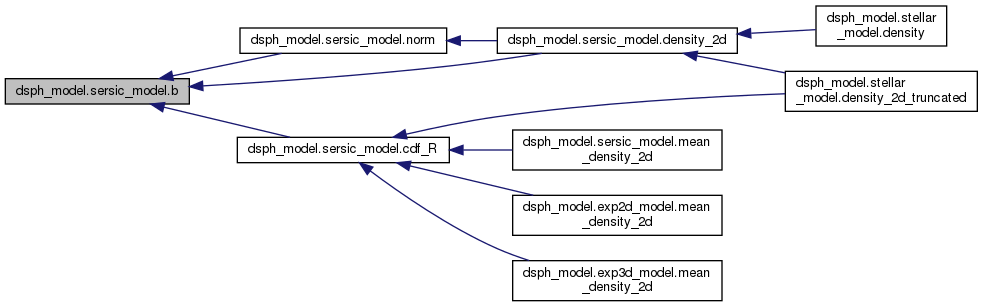 dsph_model.sersic_model.b
dsph_model.sersic_model.norm
dsph_model.sersic_model.density_2d
dsph_model.stellar
_model.density
dsph_model.stellar
_model.density_2d_truncated
dsph_model.sersic_model.cdf_R
dsph_model.sersic_model.mean
_density_2d
dsph_model.exp2d_model.mean
_density_2d
dsph_model.exp3d_model.mean
_density_2d